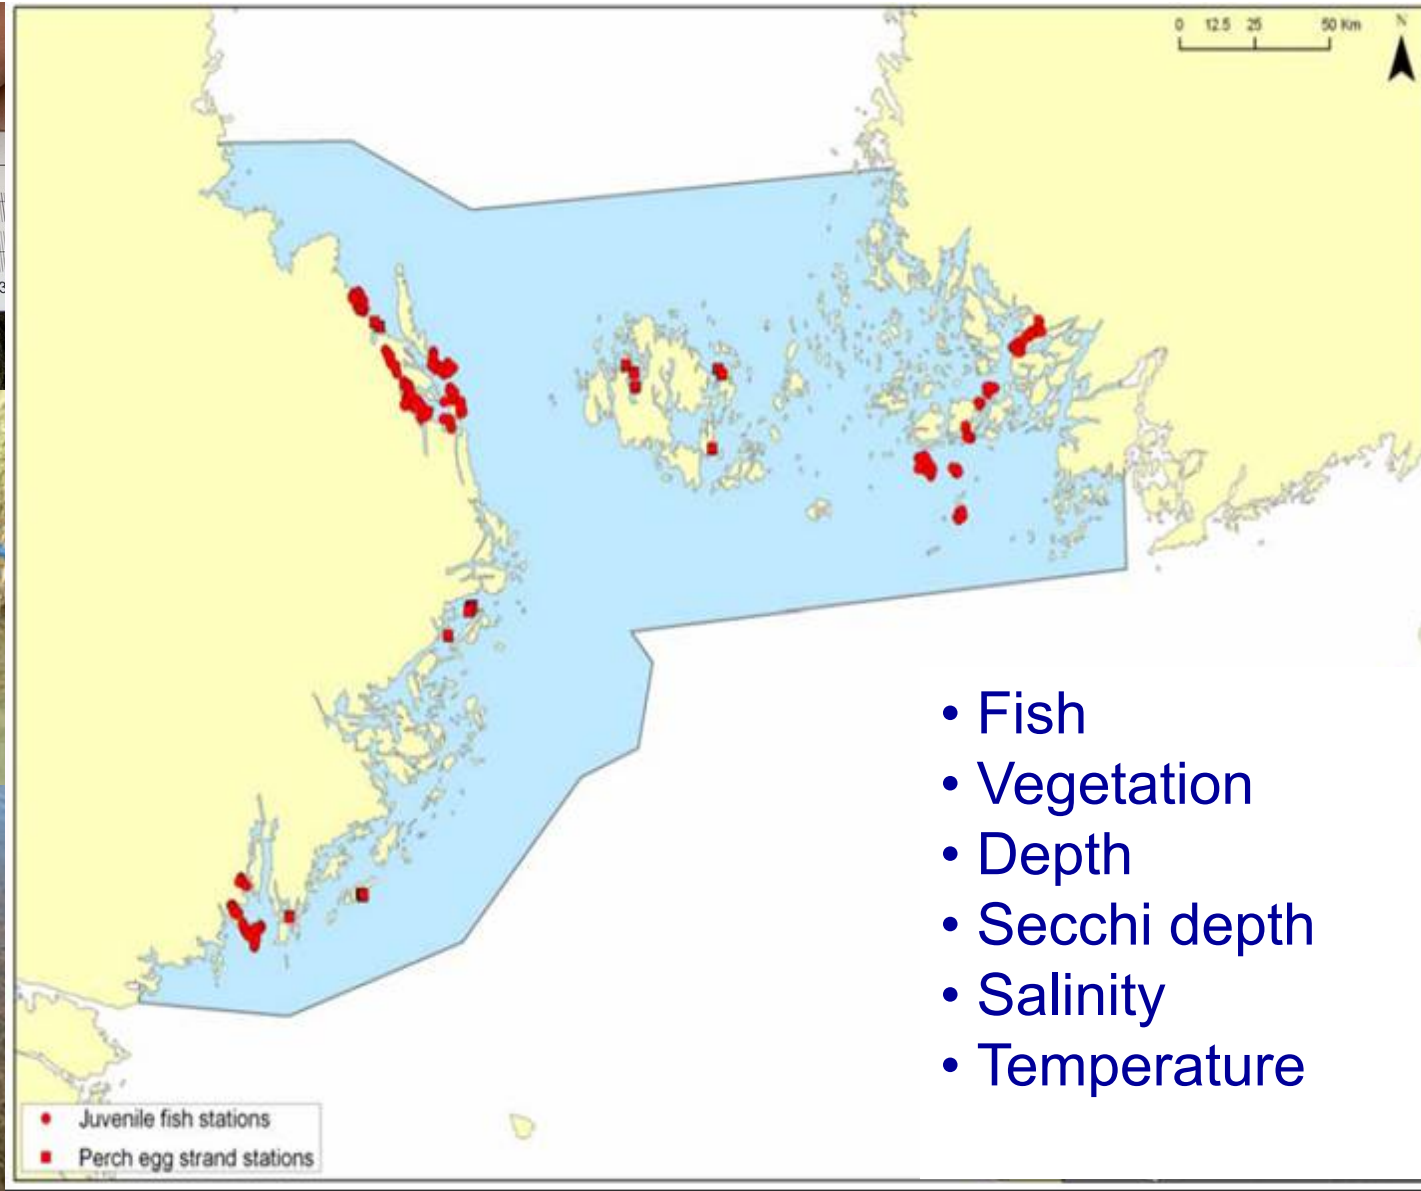 0 12.5 25 50 Km
N
• Fish
• Vegetation
• Depth
• Secchi depth
• Salinity
• Temperature
Juvenile fish stations
Perch egg strand stations
3